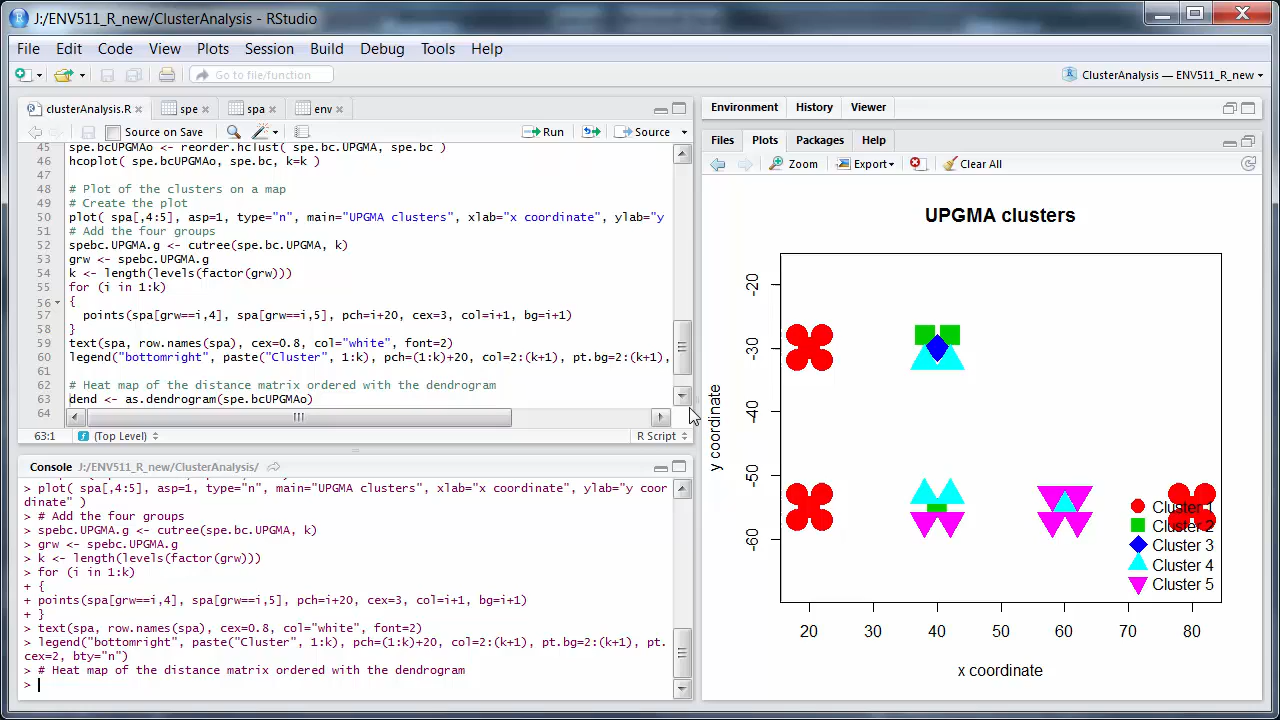 J:/ENV511_R_new/ClusterAnalysis - RStudio
File Edit Code View Plots Session Build Debug Tools Help
Go to file/function
ClusterAnalysis — ENV511_R_new
clusterAnalysis.R spe spa env
Source on Save Run Source
45 spe.bcUPGMAo <- reorder.hclust( spe.bc.UPGMA, spe.bc )
46 hcoplot( spe.bcUPGMAo, spe.bc, k=k )
47
48 # Plot of the clusters on a map
49 # Create the plot
50 plot( spa[,4:5], asp=1, type="n", main="UPGMA clusters", xlab="x coordinate", ylab="y
51 # Add the four groups
52 spebc.UPGMA.g <- cutree(spe.bc.UPGMA, k)
53 grw <- spebc.UPGMA.g
54 k <- length(levels(factor(grw)))
55 for (i in 1:k)
56 {
57 points(spa[grw==i,4], spa[grw==i,5], pch=i+20, cex=3, col=i+1, bg=i+1)
58 }
59 text(spa, row.names(spa), cex=0.8, col="white", font=2)
60 legend("bottomright", paste("Cluster", 1:k), pch=(1:k)+20, col=2:(k+1), pt.bg=2:(k+1),
61
62 # Heat map of the distance matrix ordered with the dendrogram
63 dend <- as.dendrogram(spe.bcUPGMAo)
64
63:1 (Top Level) R Script
Console J:/ENV511_R_new/ClusterAnalysis/
> plot( spa[,4:5], asp=1, type="n", main="UPGMA clusters", xlab="x coordinate", ylab="y coor
dinate" )
> # Add the four groups
> spebc.UPGMA.g <- cutree(spe.bc.UPGMA, k)
> grw <- spebc.UPGMA.g
> k <- length(levels(factor(grw)))
> for (i in 1:k)
+ {
+ points(spa[grw==i,4], spa[grw==i,5], pch=i+20, cex=3, col=i+1, bg=i+1)
+ }
> text(spa, row.names(spa), cex=0.8, col="white", font=2)
> legend("bottomright", paste("Cluster", 1:k), pch=(1:k)+20, col=2:(k+1), pt.bg=2:(k+1), pt.
cex=2, bty="n")
> # Heat map of the distance matrix ordered with the dendrogram
>
Environment History Viewer
Files Plots Packages Help
Zoom Export Clear All
UPGMA clusters
-20
-30
-40
-50
-60
y coordinate
Cluster 1
Cluster 2
Cluster 3
Cluster 4
Cluster 5
20 30 40 50 60 70 80
x coordinate